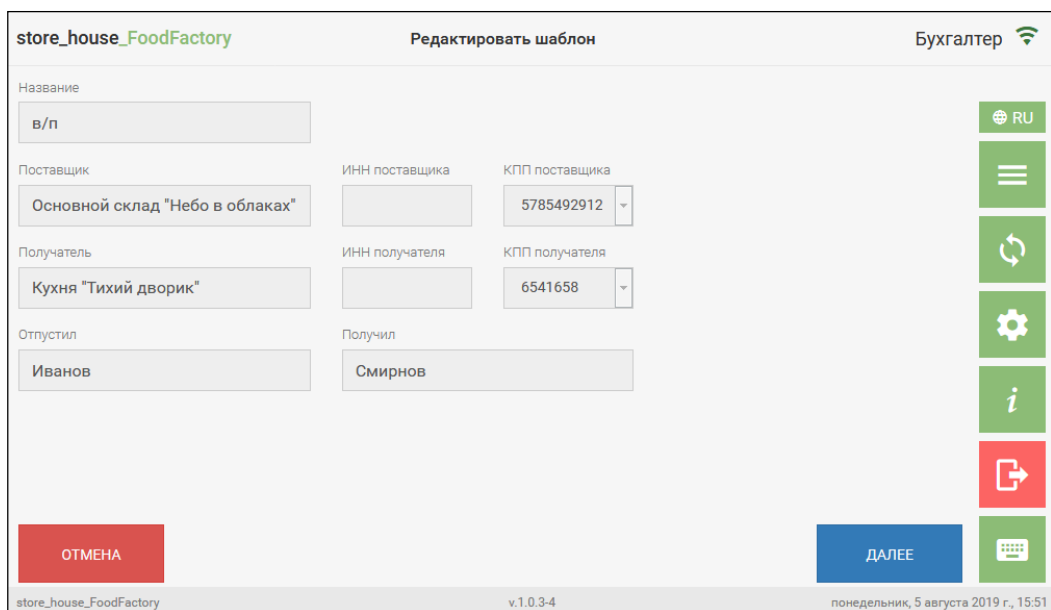 store_house_FoodFactory
Редактировать шаблон
Бухгалтер
Название
в/п
RU
Поставщик
ИНН поставщика
КПП поставщика
Основной склад "Небо в облаках"
5785492912
Получатель
ИНН получателя
КПП получателя
Кухня "Тихий дворик"
6541658
Отпустил
Получил
Иванов
Смирнов
i
ОТМЕНА
ДАЛЕЕ
store_house_FoodFactory
v.1.0.3-4
понедельник, 5 августа 2019 г., 15:51